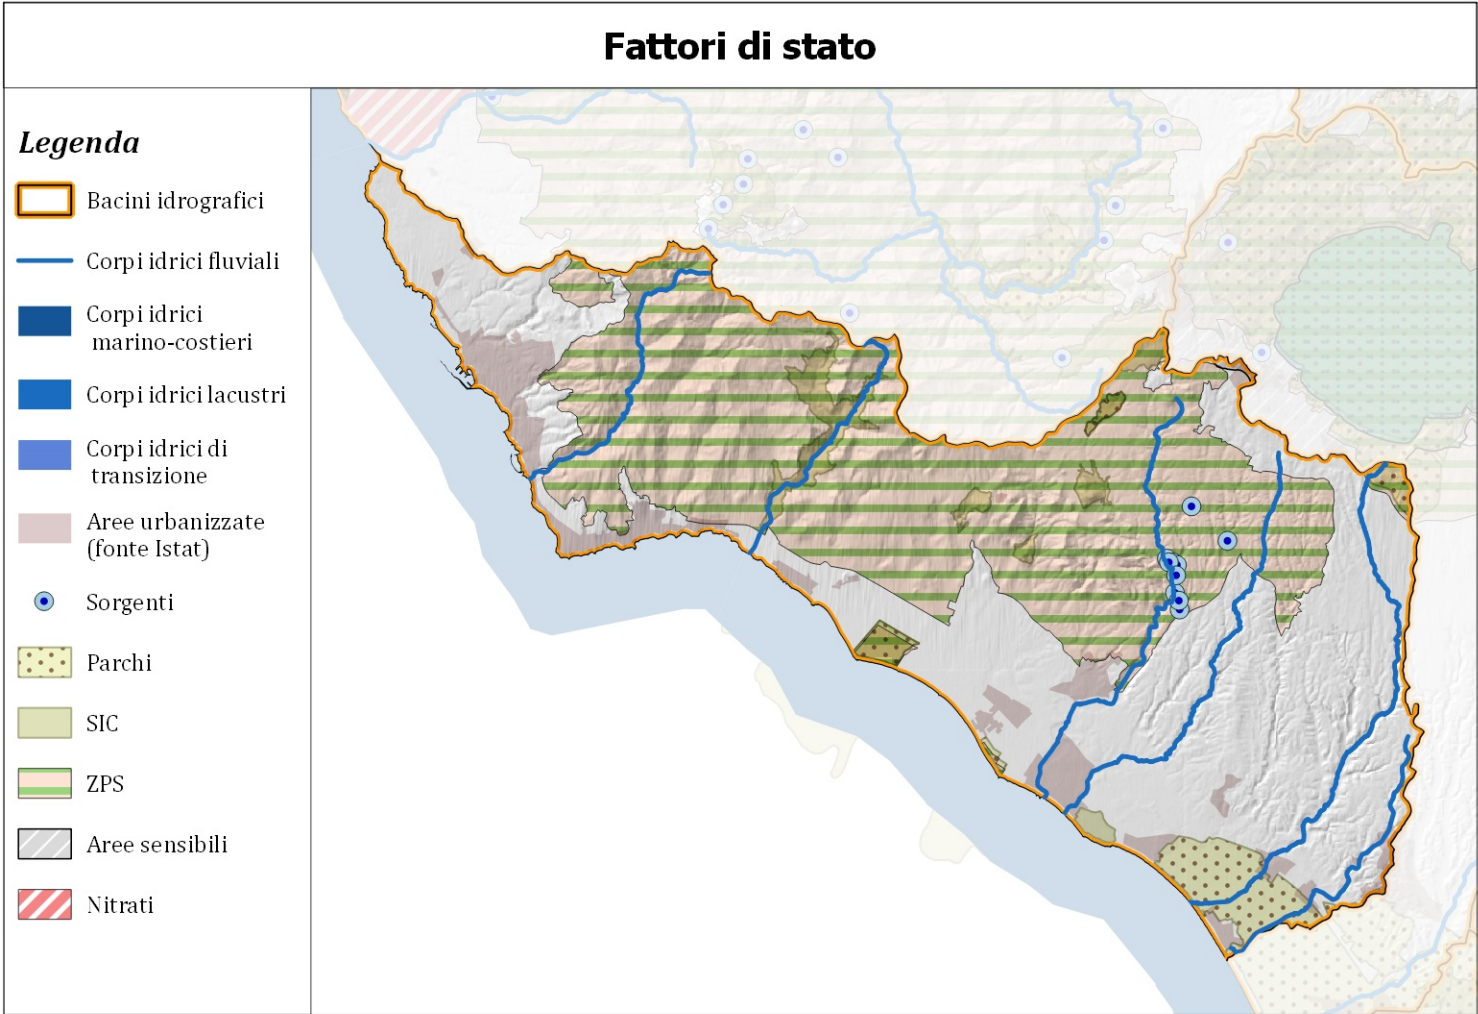 Fattori di stato
Legenda
Bacini idrografici
Corpi idrici fluviali
Corpi idrici
marino-costieri
Corpi idrici lacustri
Corpi idrici di
transizione
Aree urbanizzate
(fonte Istat)
Sorgenti
Parchi
SIC
ZPS
Aree sensibili
Nitrati